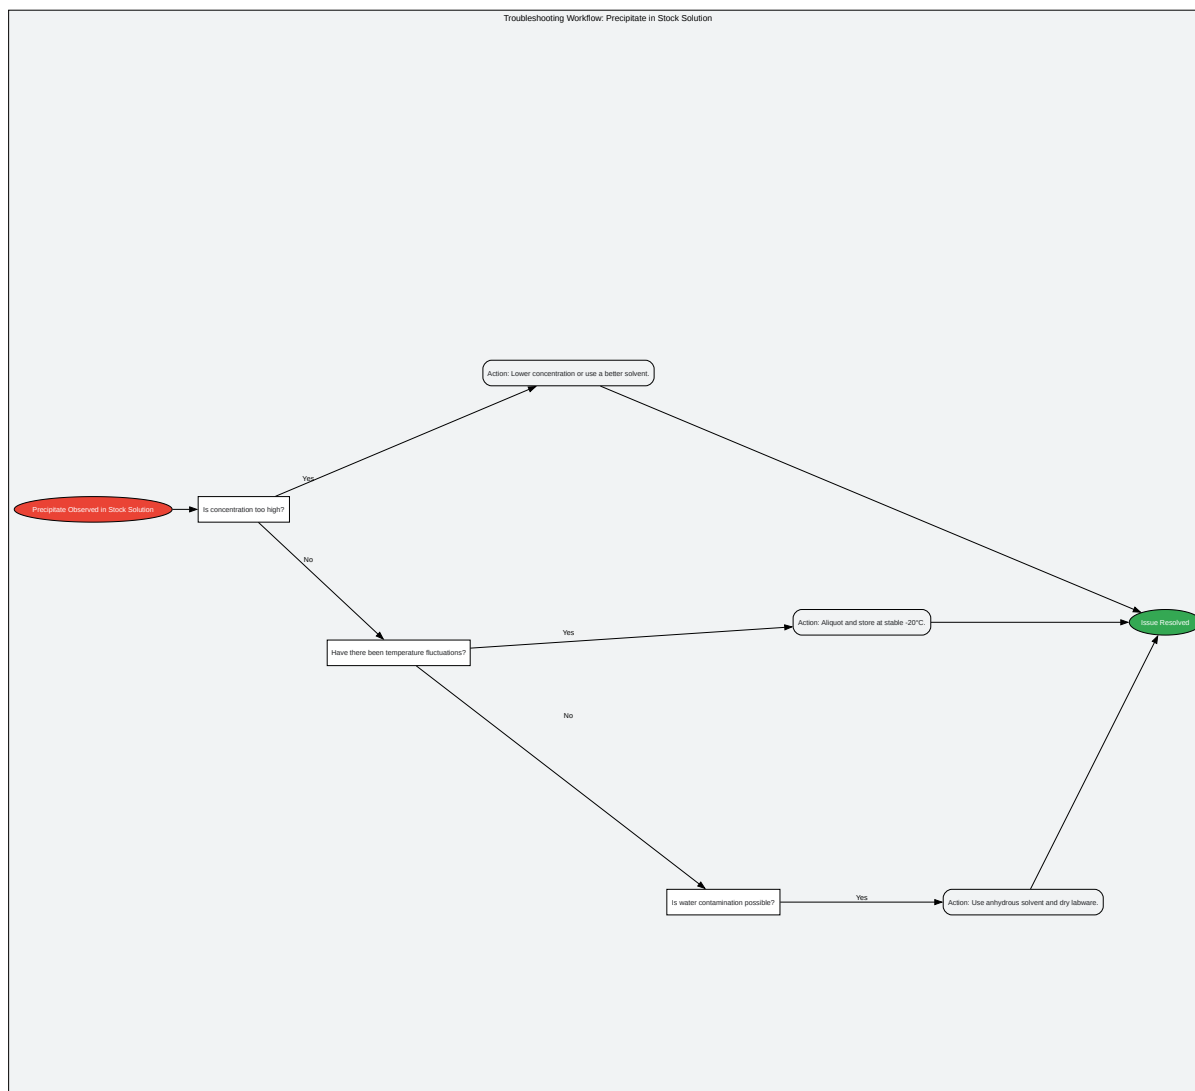 Troubleshooting Workflow: Precipitate in Stock Solution
Action: Lower concentration or use a better solvent.
Yes
Precipitate Observed in Stock Solution
Is concentration too high?
No
Action: Aliquot and store at stable -20°C.
Issue Resolved
Yes
Have there been temperature fluctuations?
No
Is water contamination possible?
Yes
Action: Use anhydrous solvent and dry labware.